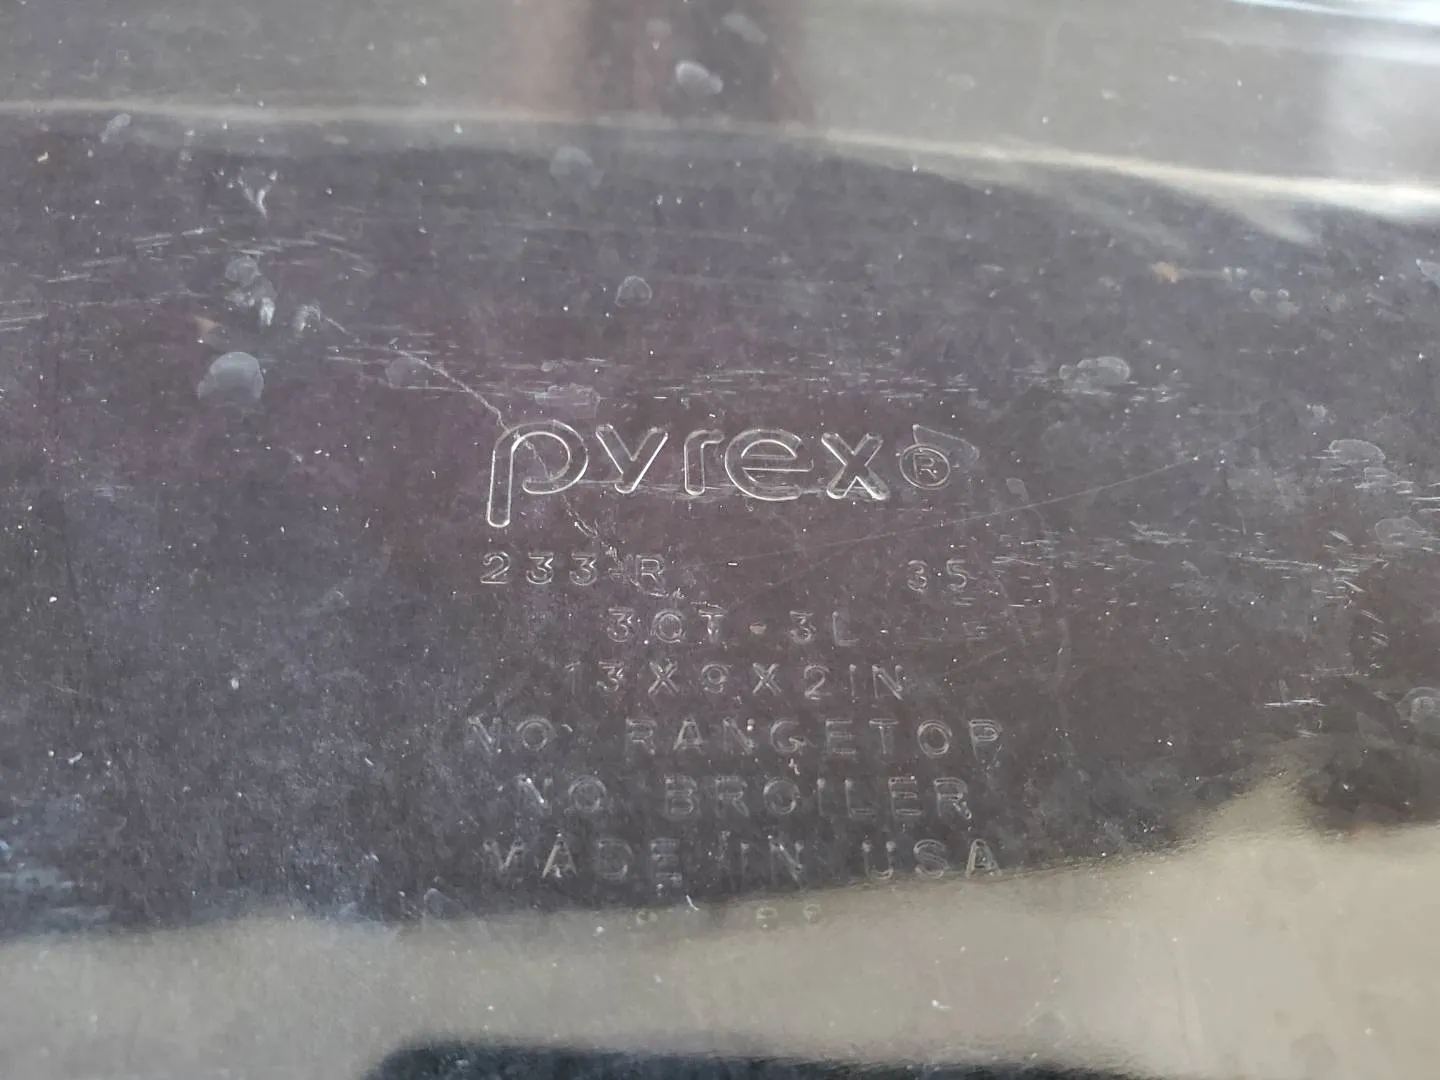 pyrex®
233-R 35
3QT · 3L
13X9X2IN
NO RANGETOP
NO BROILER
MADE IN USA